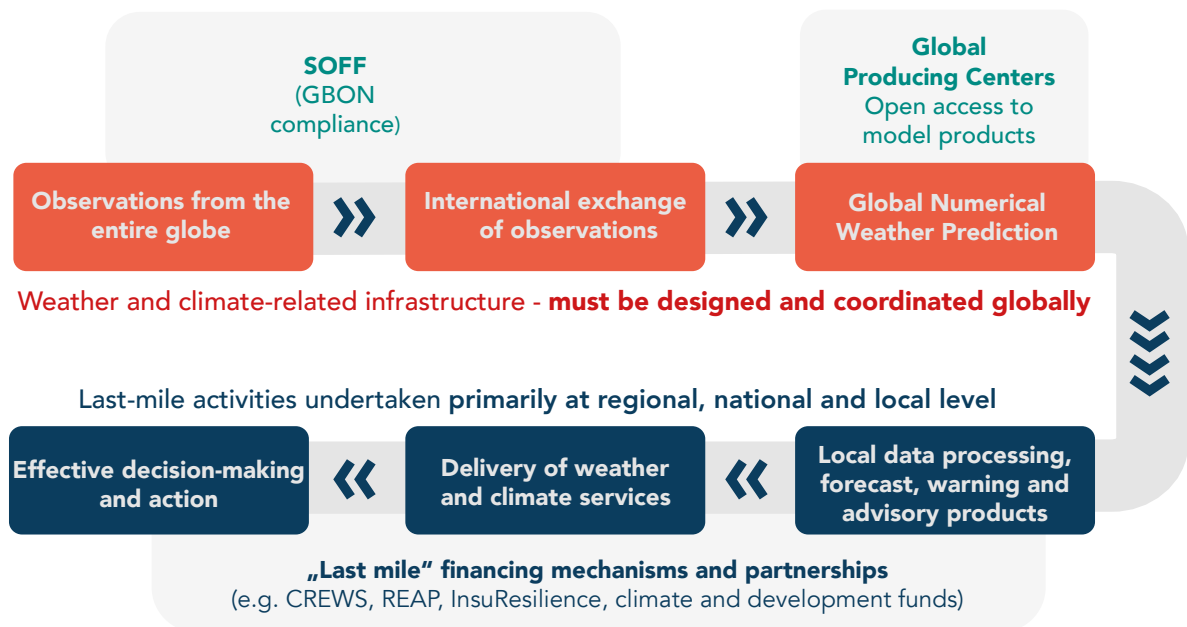 SOFF
(GBON
compliance)
Global
Producing Centers
Open access to
model products
Observations from the
entire globe
International exchange
of observations
Global Numerical
Weather Prediction
Weather and climate-related infrastructure - must be designed and coordinated globally
Last-mile activities undertaken primarily at regional, national and local level
Effective decision-making
and action
Delivery of weather
and climate services
Local data processing,
forecast, warning and
advisory products
„Last mile“ financing mechanisms and partnerships
(e.g. CREWS, REAP, InsuResilience, climate and development funds)